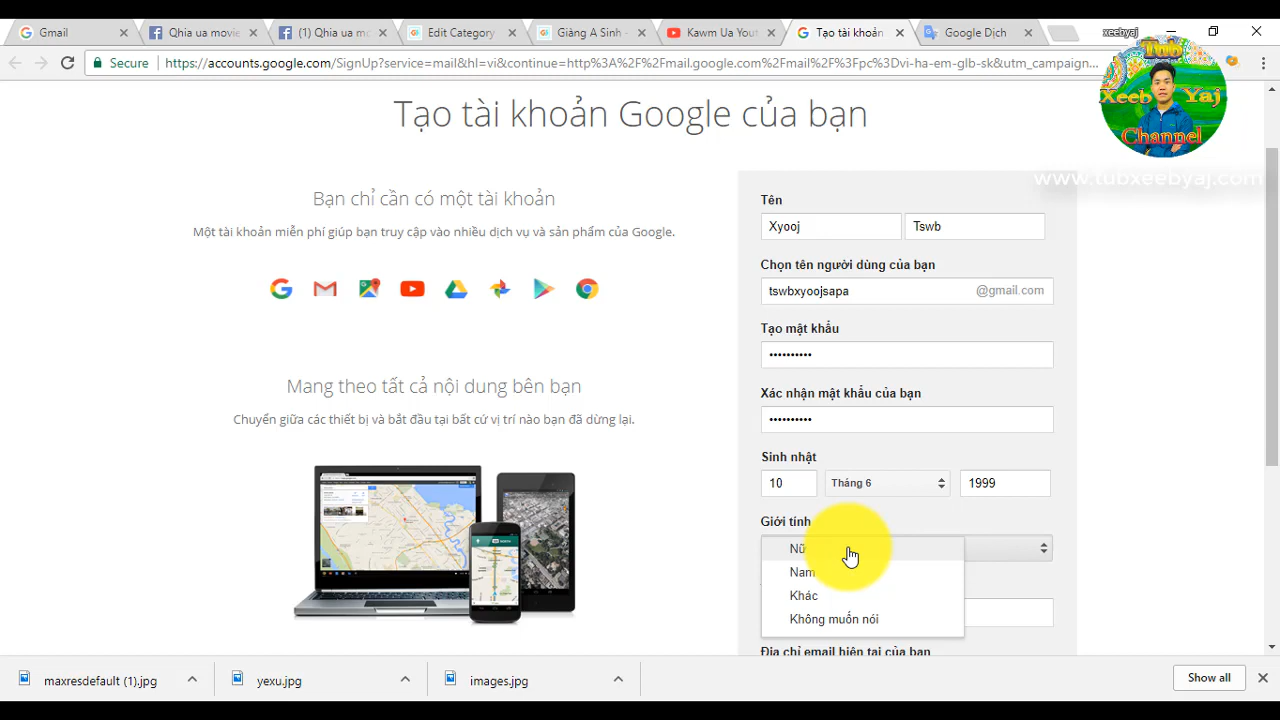 Gmail
Qhia ua movie
(1) Qhia ua mo
Edit Category
Giàng A Sinh -
Kawm Ua You
Tạo tài khoản
Google Dịch
xeebyaj
Secure
https://accounts.google.com/SignUp?service=mail&
&continue=http%3A%2F%2Fmail.google.com%2Fmail%2F%3Fpc%3Dvi-ha-em-glb-sk&utm_campaign...
Tub
Xeeb Yaj
Channel
www.tubxeebyaj.com
Tạo tài khoản Google của bạn
Bạn chỉ cần có một tài khoản
Một tài khoản miễn phí giúp bạn truy cập vào nhiều dịch vụ và sản phẩm của Google.
Mang theo tất cả nội dung bên bạn
Chuyển giữa các thiết bị và bắt đầu tại bất cứ vị trí nào bạn đã dừng lại.
Tên
Xyooj
Tswb
Chọn tên người dùng của bạn
tswbxyoojsapa
@gmail.com
Tạo mật khẩu
Xác nhận mật khẩu của bạn
Sinh nhật
10
Tháng 6
1999
Giới tính
Nữ
Nam
Khác
Không muốn nói
Địa chỉ email hiện tại của bạn
maxresdefault (1).jpg
yexu.jpg
images.jpg
Show all